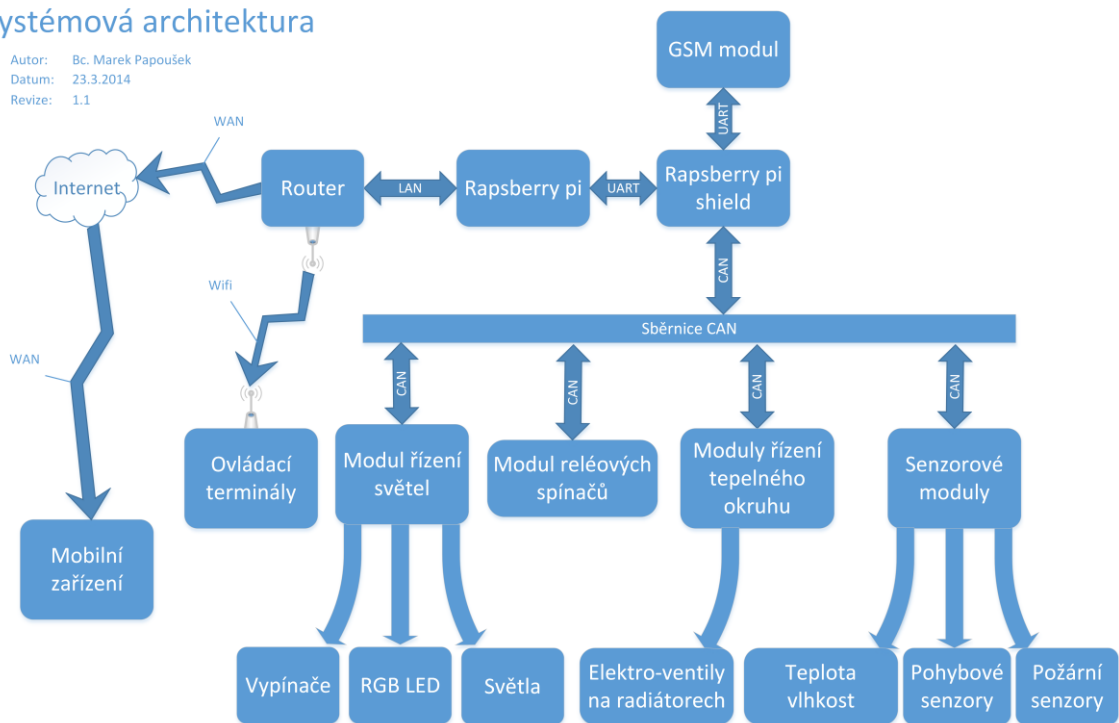 ystémová architektura
Autor: Bc. Marek Papoušek
Datum: 23.3.2014
Revize: 1.1
GSM modul
UART
WAN
Internet
Router
LAN
Rapsberry pi
UART
Rapsberry pi
shield
CAN
Wifi
Sběrnice CAN
WAN
CAN
CAN
CAN
CAN
Ovládací
terminály
Modul řízení
světel
Modul reléových
spínačů
Moduly řízení
tepelného
okruhu
Senzorové
moduly
Mobilní
zařízení
Vypínače
RGB LED
Světla
Elektro-ventily
na radiátorech
Teplota
vlhkost
Pohybové
senzory
Požární
senzory